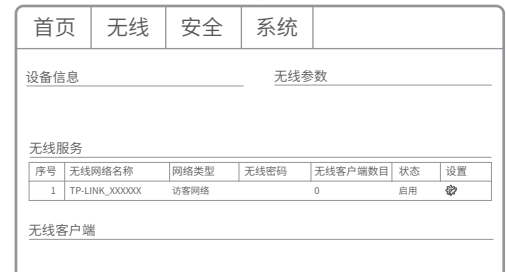 首页 无线 安全 系统
设备信息 无线参数
无线服务
序号 无线网络名称 网络类型 无线密码 无线客户端数目 状态 设置
1 TP-LINK_XXXXXX 访客网络 0 启用
无线客户端